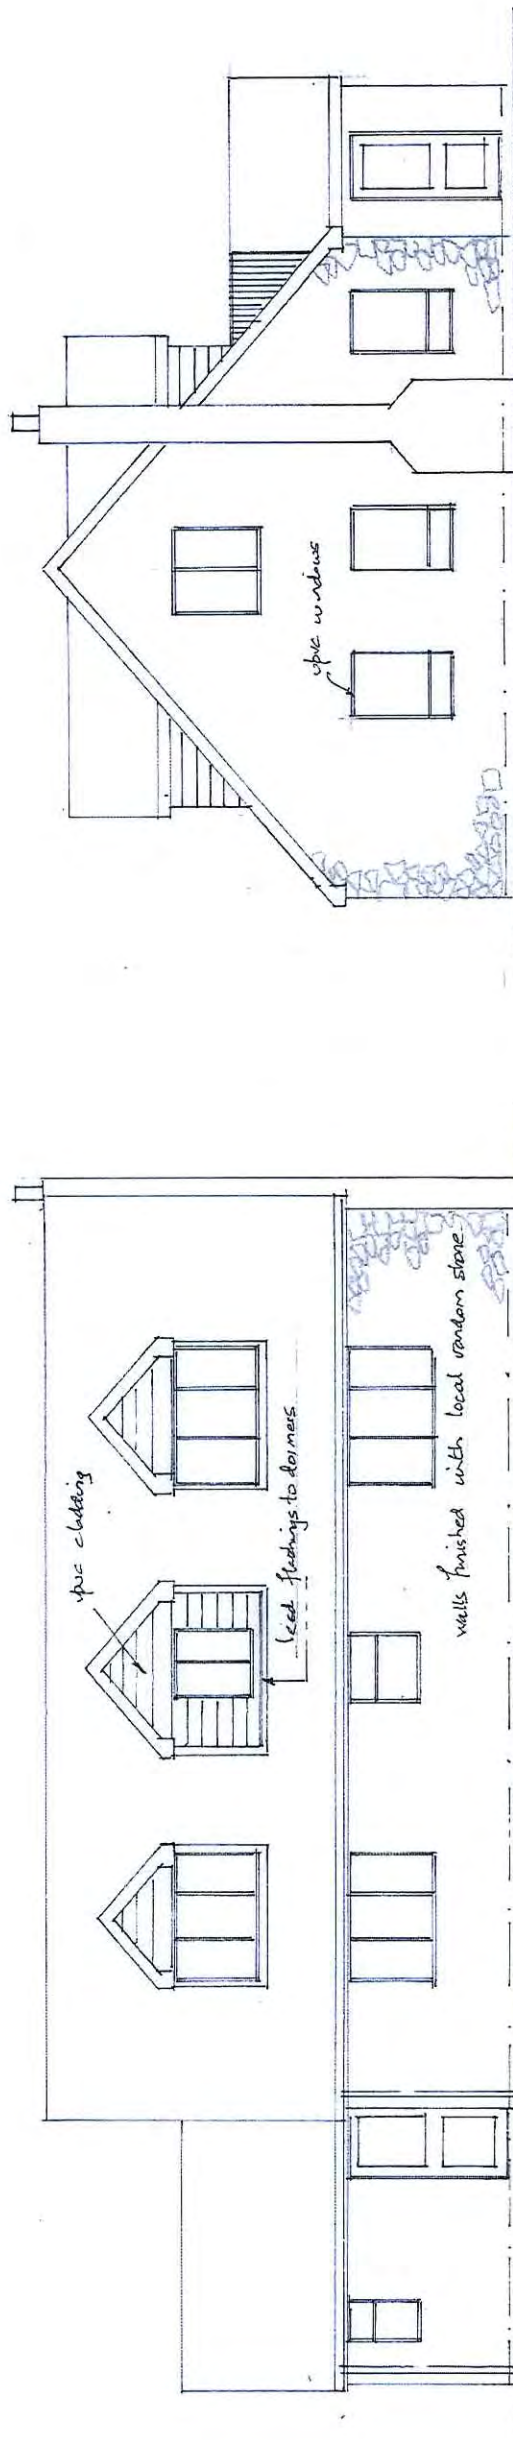 upvc cladding
lead flashings to dormers
walls finished with local random stone
upvc windows